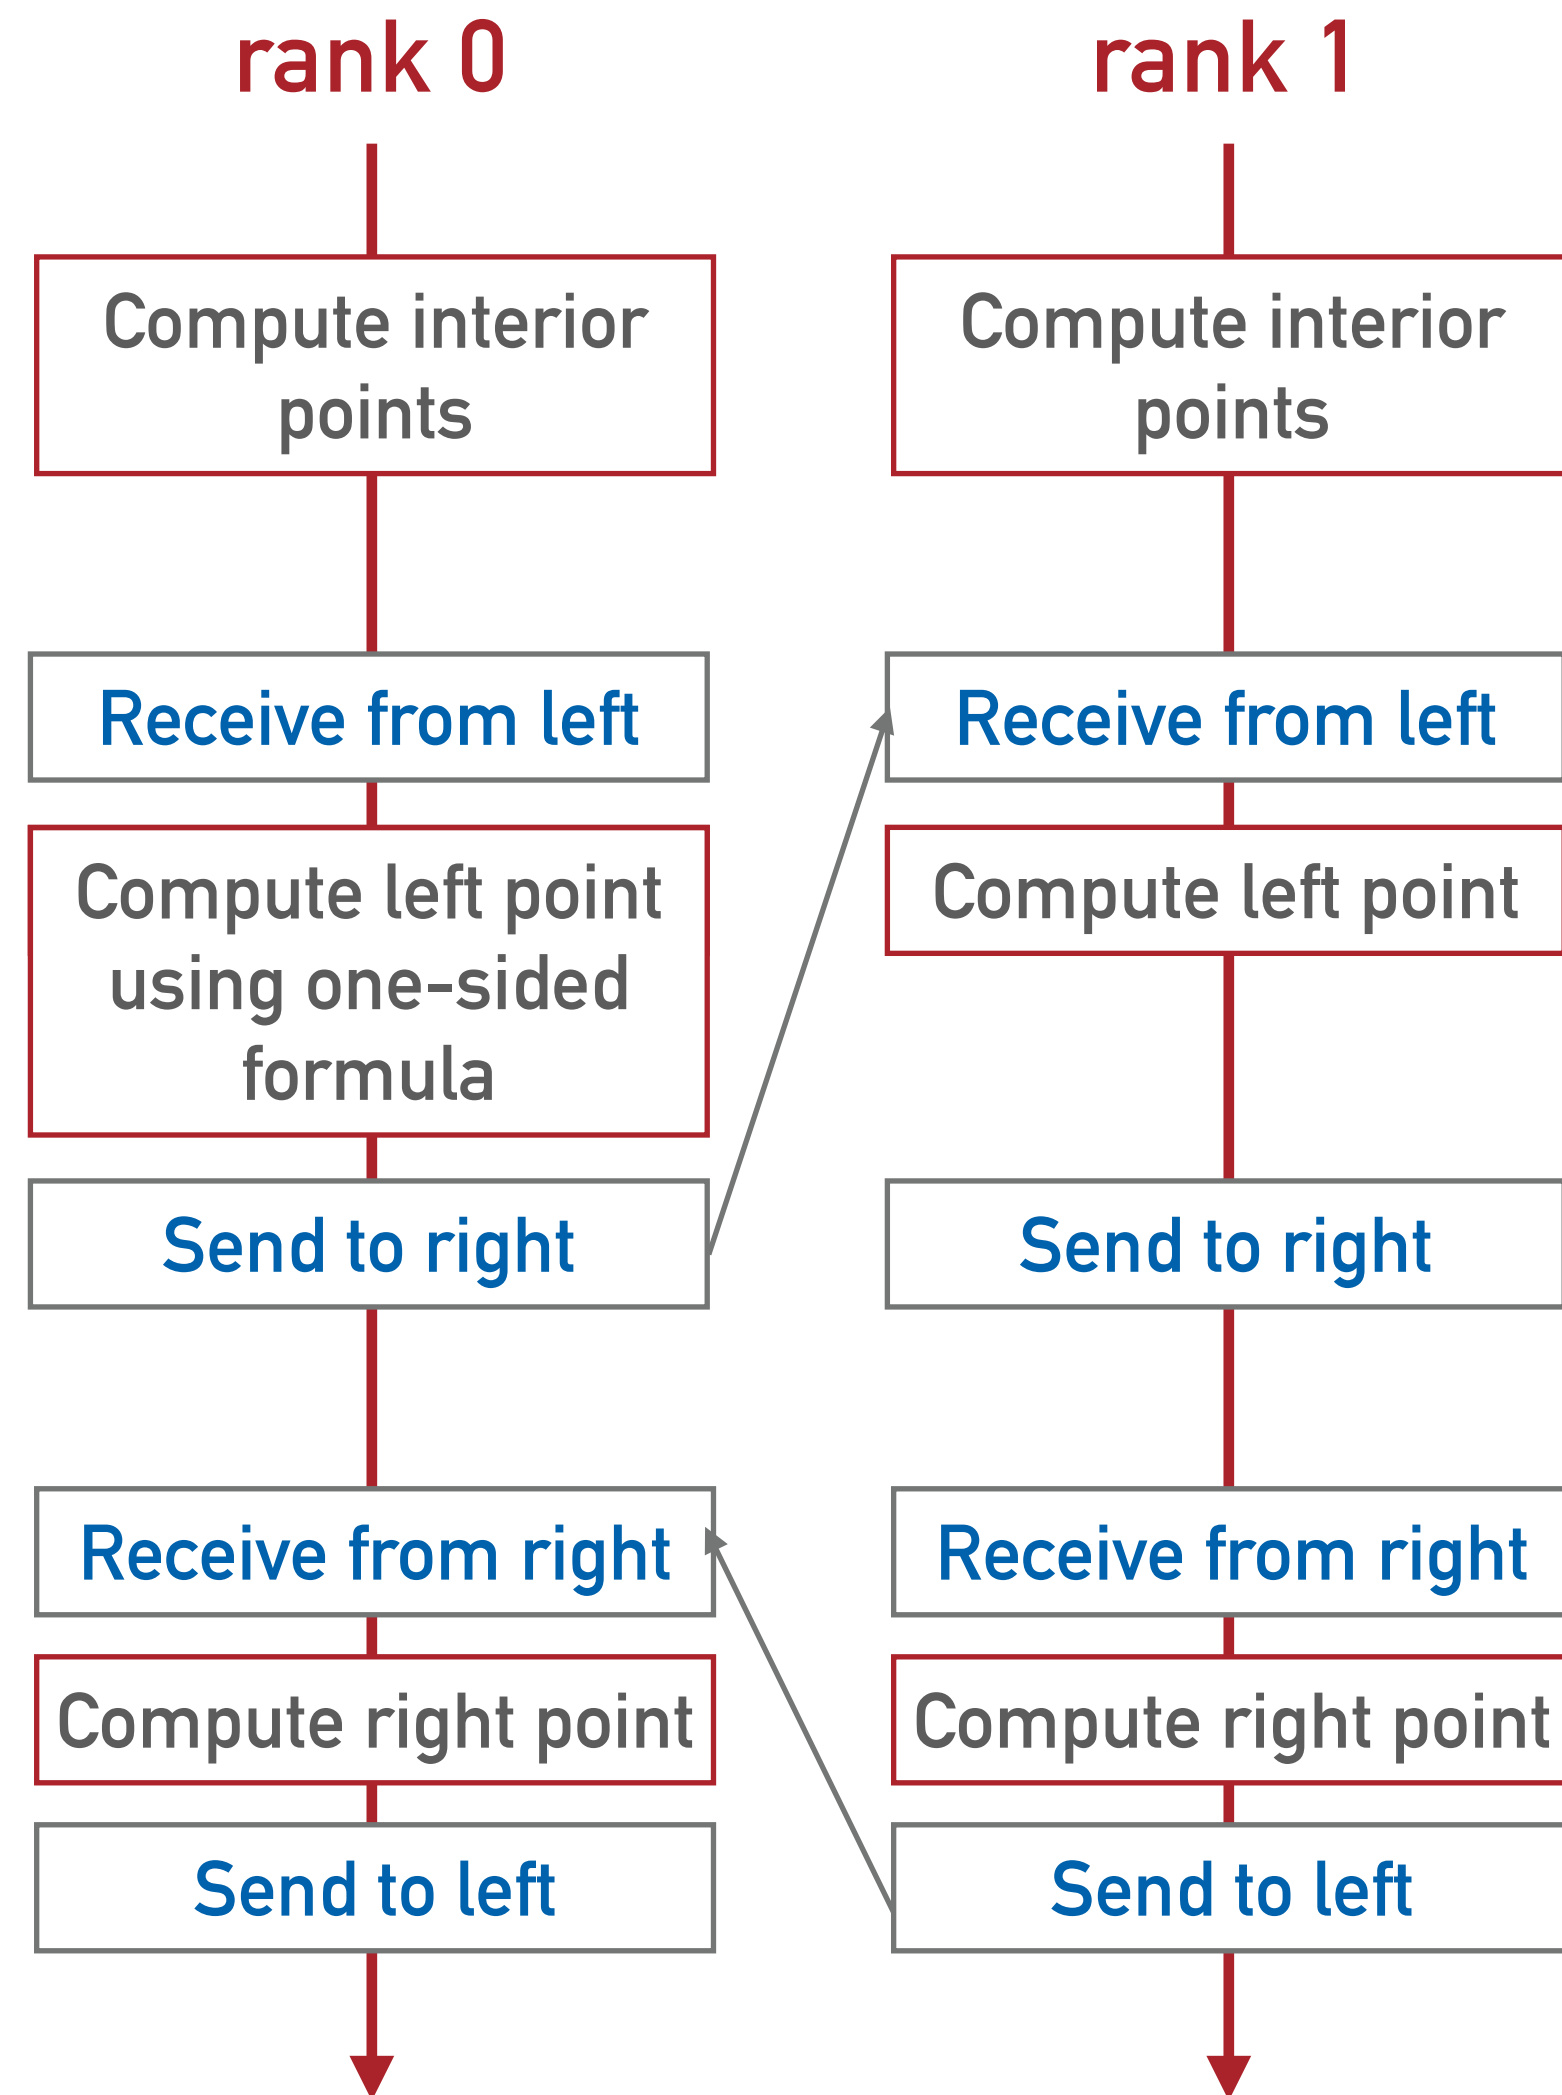 rank 0
rank 1
Compute interior
points
Compute interior
points
Receive from left
Receive from left
Compute left point
using one-sided
formula
Compute left point
Send to right
Send to right
Receive from right
Receive from right
Compute right point
Compute right point
Send to left
Send to left